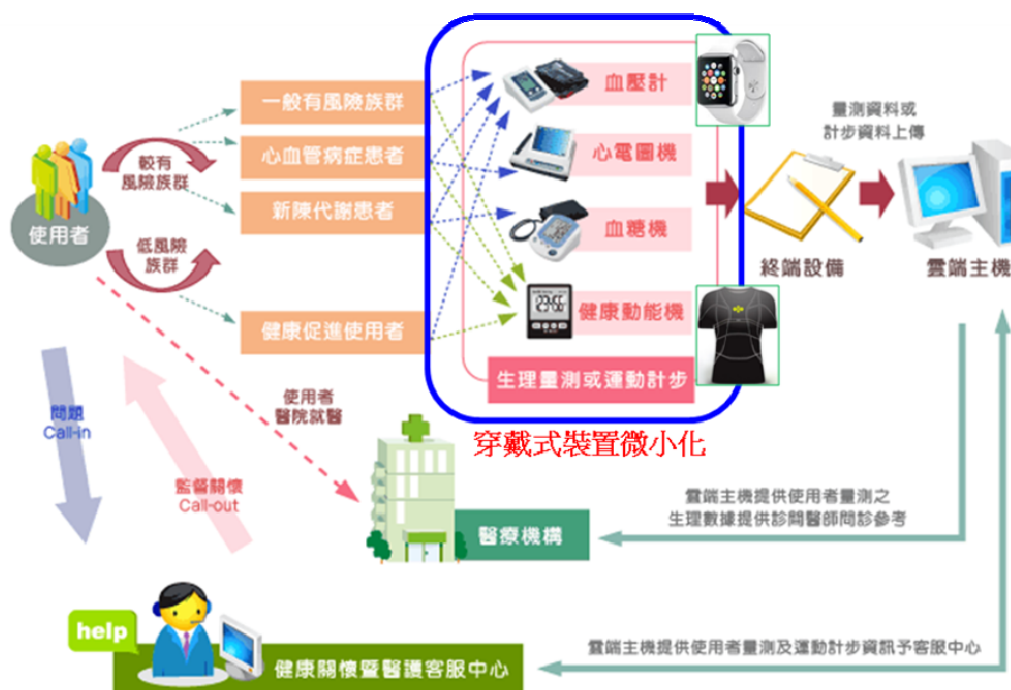 使用者
較有
風險族群
低風險
族群
一般有風險族群
心血管病症患者
新陳代謝患者
健康促進使用者
血壓計
心電圖機
血糖機
健康動能機
生理量測或運動計步
穿戴式裝置微小化
量測資料或
計步資料上傳
終端設備
雲端主機
問題
Call-in
監督關懷
Call-out
使用者
醫院就醫
醫療機構
雲端主機提供使用者量測之
生理數據提供診間醫師問診參考
help
健康關懷暨醫護客服中心
雲端主機提供使用者量測及運動計步資訊予客服中心